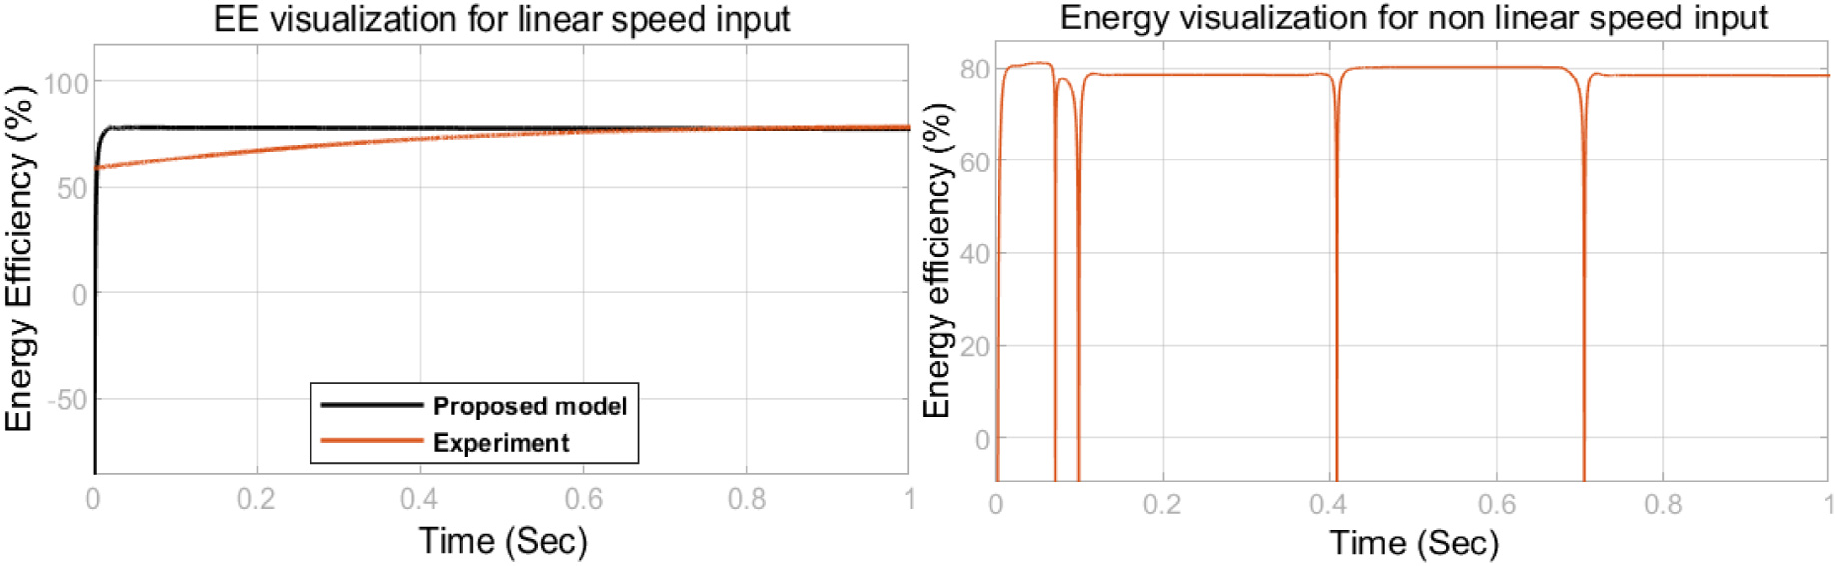 EE visualization for linear speed input
Energy Efficiency (%)
100
50
0
-50
Proposed model
Experiment
0 0.2 0.4 0.6 0.8 1
Time (Sec)
Energy visualization for non linear speed input
Energy efficiency (%)
80
60
40
20
0
0 0.2 0.4 0.6 0.8 1
Time (Sec)